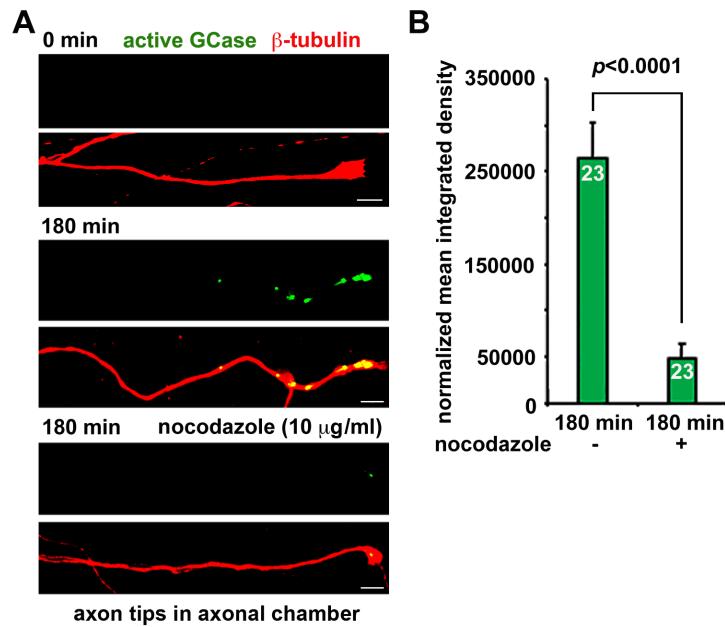 A
0 min active GCase β-tubulin
180 min
180 min nocodazole (10 μg/ml)
axon tips in axonal chamber
B
p<0.0001
normalized mean integrated density
350000
250000
150000
50000
0
23
23
180 min 180 min
nocodazole - +